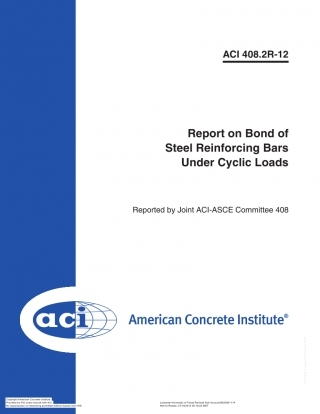 ACI 408.2R-12
Report on Bond of
Steel Reinforcing Bars
Under Cyclic Loads
Reported by Joint ACI-ASCE Committee 408
aci
American Concrete Institute®